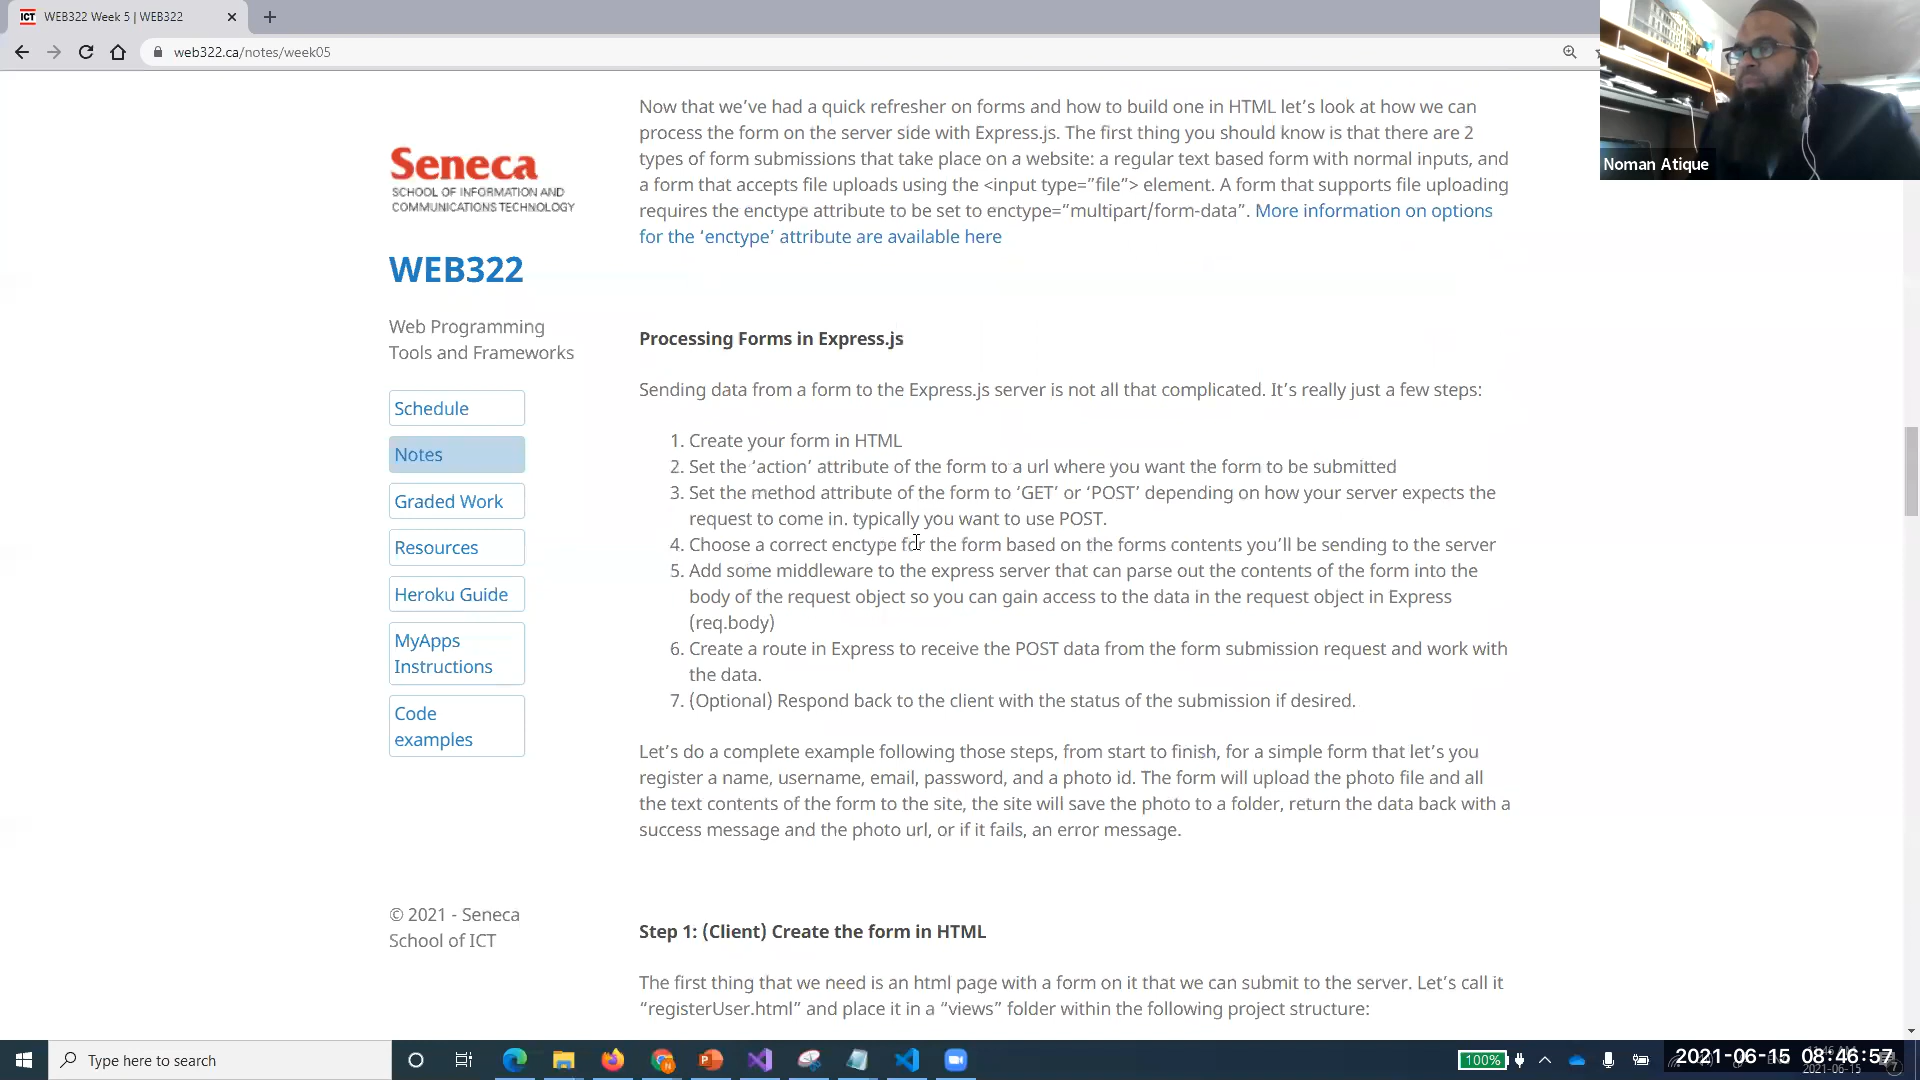 ICT WEB322 Week 5 | WEB322
web322.ca/notes/week05
Noman Atique
Seneca
SCHOOL OF INFORMATION AND
COMMUNICATIONS TECHNOLOGY
WEB322
Web Programming
Tools and Frameworks
Schedule
Notes
Graded Work
Resources
Heroku Guide
MyApps
Instructions
Code
examples
© 2021 - Seneca
School of ICT
Now that we’ve had a quick refresher on forms and how to build one in HTML let’s look at how we can
process the form on the server side with Express.js. The first thing you should know is that there are 2
types of form submissions that take place on a website: a regular text based form with normal inputs, and
a form that accepts file uploads using the <input type=”file”> element. A form that supports file uploading
requires the enctype attribute to be set to enctype=”multipart/form-data”. More information on options
for the ‘enctype’ attribute are available here
Processing Forms in Express.js
Sending data from a form to the Express.js server is not all that complicated. It’s really just a few steps:
1. Create your form in HTML
2. Set the ‘action’ attribute of the form to a url where you want the form to be submitted
3. Set the method attribute of the form to ‘GET’ or ‘POST’ depending on how your server expects the
request to come in. typically you want to use POST.
4. Choose a correct enctype for the form based on the forms contents you’ll be sending to the server
5. Add some middleware to the express server that can parse out the contents of the form into the
body of the request object so you can gain access to the data in the request object in Express
(req.body)
6. Create a route in Express to receive the POST data from the form submission request and work with
the data.
7. (Optional) Respond back to the client with the status of the submission if desired.
Let’s do a complete example following those steps, from start to finish, for a simple form that let’s you
register a name, username, email, password, and a photo id. The form will upload the photo file and all
the text contents of the form to the site, the site will save the photo to a folder, return the data back with a
success message and the photo url, or if it fails, an error message.
Step 1: (Client) Create the form in HTML
The first thing that we need is an html page with a form on it that we can submit to the server. Let’s call it
“registerUser.html” and place it in a “views” folder within the following project structure:
Type here to search
100%
2021-06-15 08:46:57
2021-06-15